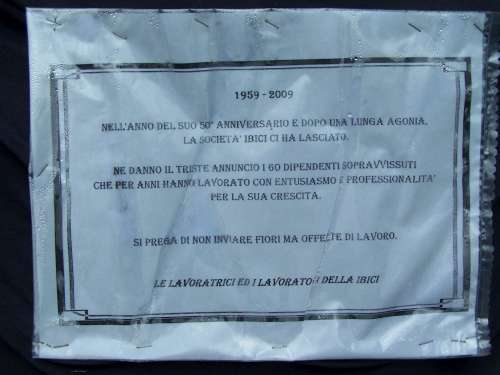 1959 - 2009
NELL'ANNO DEL SUO 50° ANNIVERSARIO E DOPO UNA LUNGA AGONIA,
LA SOCIETA' IBICI CI HA LASCIATO.
NE DANNO IL TRISTE ANNUNCIO I 60 DIPENDENTI SOPRAVVISSUTI
CHE PER ANNI HANNO LAVORATO CON ENTUSIASMO E PROFESSIONALITA'
PER LA SUA CRESCITA.
SI PREGA DI NON INVIARE FIORI MA OFFERTE DI LAVORO.
LE LAVORATRICI ED I LAVORATORI DELLA IBICI